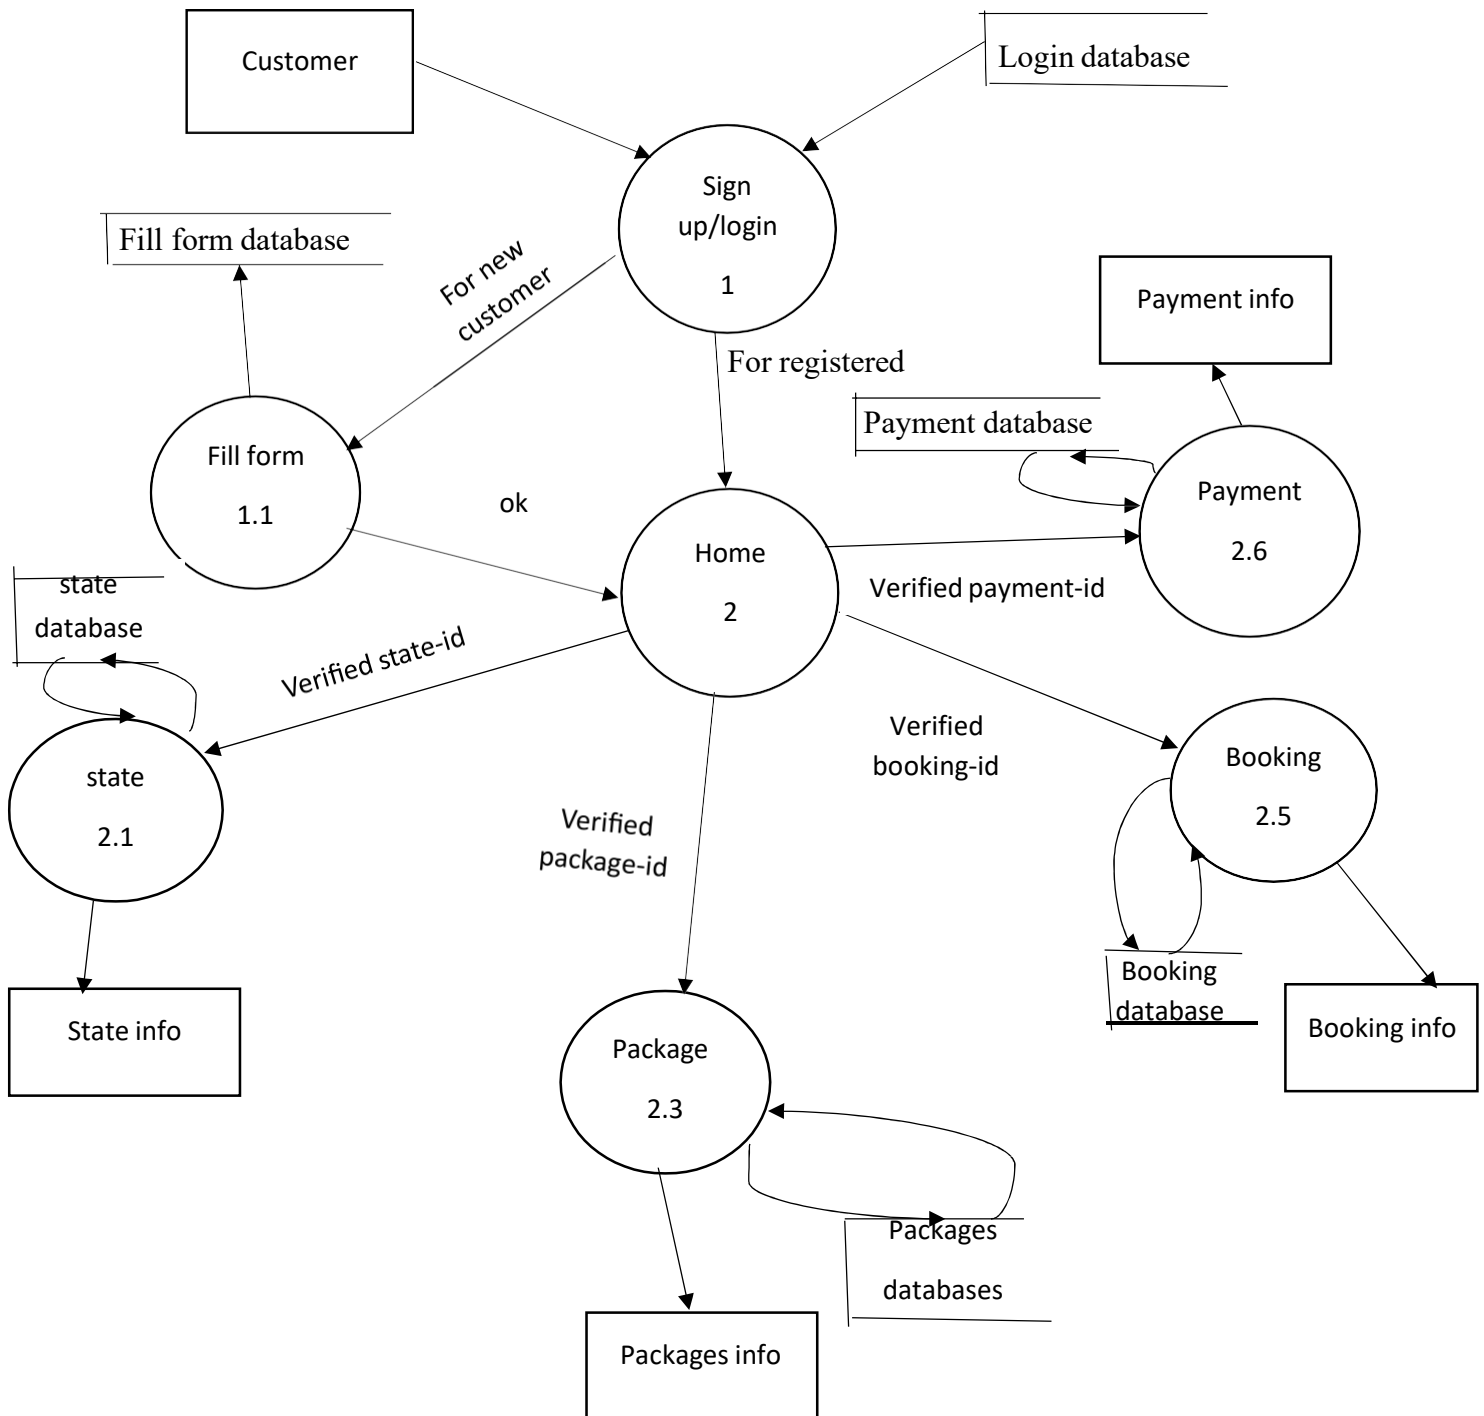 Customer
Login database
Sign
up/login
1
Fill form database
For new
customer
Payment info
For registered
Payment database
Fill form
1.1
ok
Payment
2.6
Home
2
Verified payment-id
state
database
Verified state-id
Verified
booking-id
Booking
2.5
state
2.1
Verified
package-id
Booking
database
State info
Booking info
Package
2.3
Packages
databases
Packages info